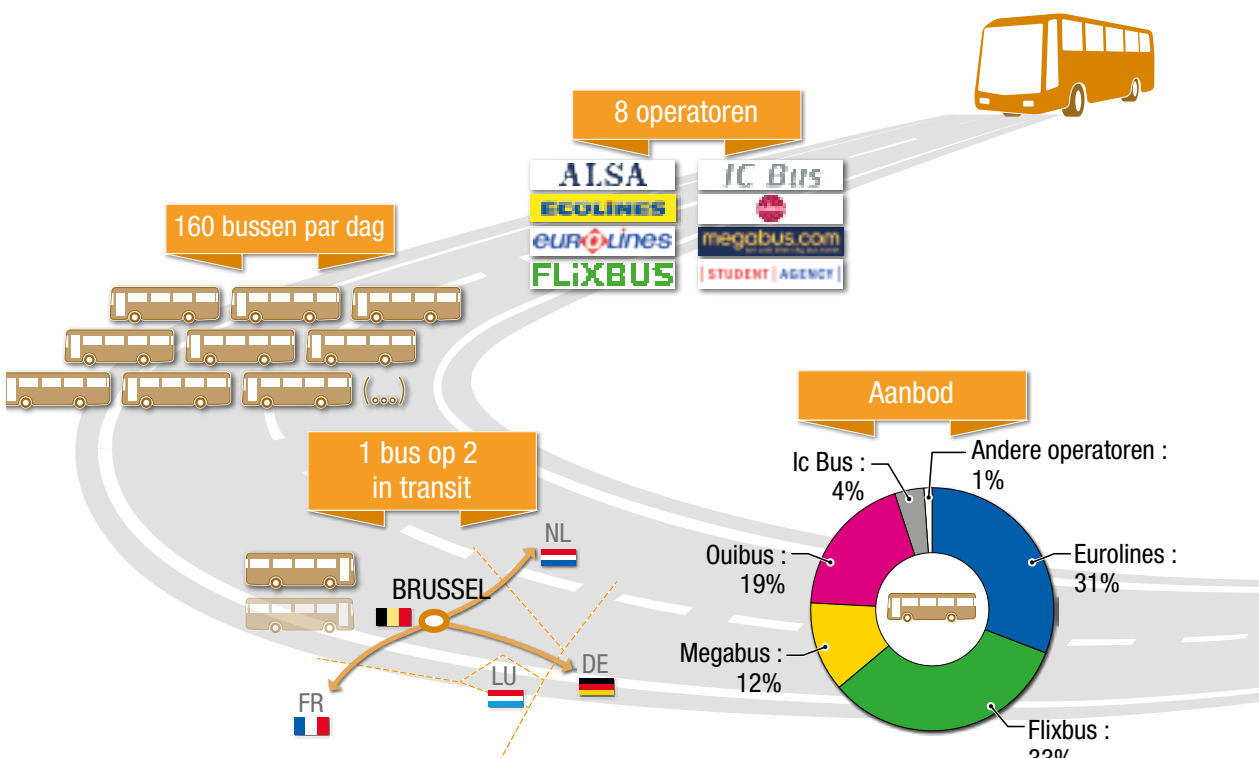 8 operatoren
ALSA
IC Bus
ECOLINES
EUROLINES
megabus.com
FLiXBUS
STUDENT AGENCY
160 bussen par dag
(...)
1 bus op 2
in transit
NL
BRUSSEL
LU
DE
FR
Aanbod
Ic Bus :
4%
Andere operatoren :
1%
Ouibus :
19%
Eurolines :
31%
Megabus :
12%
Flixbus :
33%